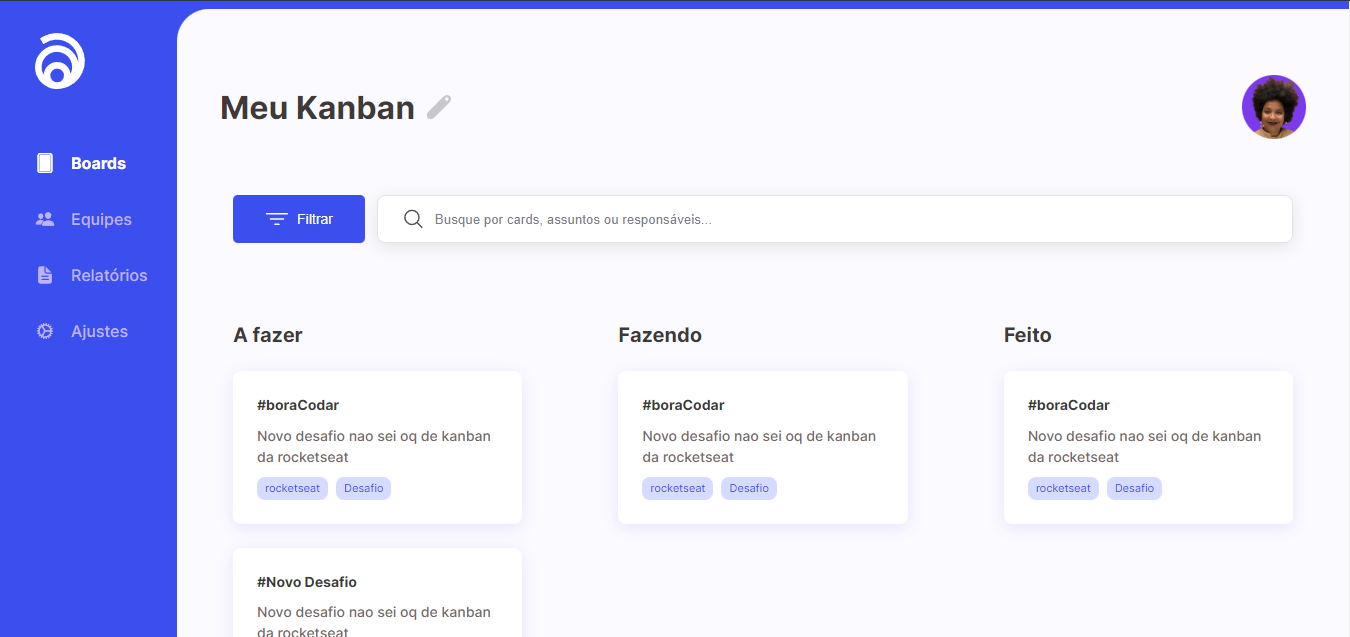 Meu Kanban
Boards
Equipes
Relatórios
Ajustes
Filtrar
Busque por cards, assuntos ou responsáveis...
A fazer
#boraCodar
Novo desafio nao sei oq de kanban
da rocketseat
rocketseat Desafio
#Novo Desafio
Novo desafio nao sei oq de kanban
da rocketseat
Fazendo
#boraCodar
Novo desafio nao sei oq de kanban
da rocketseat
rocketseat Desafio
Feito
#boraCodar
Novo desafio nao sei oq de kanban
da rocketseat
rocketseat Desafio